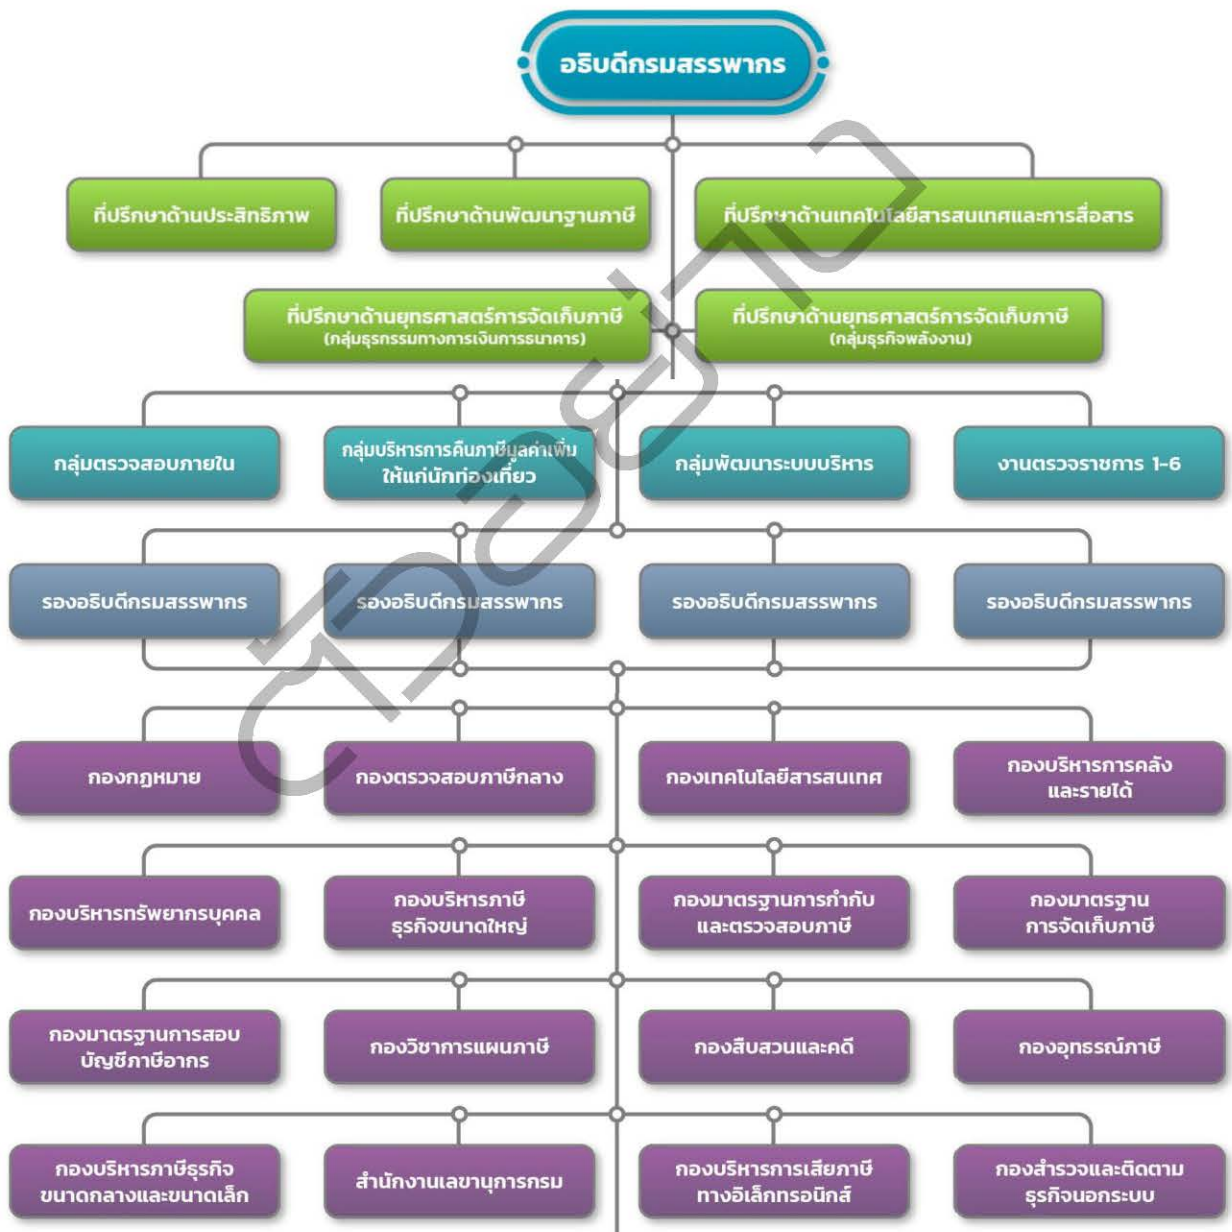 อธิบดีกรมสรรพากร
ที่ปรึกษาด้านประสิทธิภาพ
ที่ปรึกษาด้านพัฒนาฐานภาษี
ที่ปรึกษาด้านเทคโนโลยีสารสนเทศและการสื่อสาร
ที่ปรึกษาด้านยุทธศาสตร์การจัดเก็บภาษี
(กลุ่มธุรกรรมทางการเงินการธนาคาร)
ที่ปรึกษาด้านยุทธศาสตร์การจัดเก็บภาษี
(กลุ่มธุรกิจพลังงาน)
กลุ่มตรวจสอบภายใน
กลุ่มบริหารการคืนภาษีมูลค่าเพิ่ม
ให้แก่นักท่องเที่ยว
กลุ่มพัฒนาระบบบริหาร
งานตรวจราชการ 1-6
รองอธิบดีกรมสรรพากร
รองอธิบดีกรมสรรพากร
รองอธิบดีกรมสรรพากร
รองอธิบดีกรมสรรพากร
กองกฎหมาย
กองตรวจสอบภาษีกลาง
กองเทคโนโลยีสารสนเทศ
กองบริหารการคลัง
และรายได้
กองบริหารทรัพยากรบุคคล
กองบริหารภาษี
ธุรกิจขนาดใหญ่
กองมาตรฐานการกำกับ
และตรวจสอบภาษี
กองมาตรฐาน
การจัดเก็บภาษี
กองมาตรฐานการสอบ
บัญชีภาษีอากร
กองวิชาการแผนภาษี
กองสืบสวนและคดี
กองอุทธรณ์ภาษี
กองบริหารภาษีธุรกิจ
ขนาดกลางและขนาดเล็ก
สำนักงานเลขานุการกรม
กองบริหารการเสียภาษี
ทางอิเล็กทรอนิกส์
กองสำรวจและติดตาม
ธุรกิจนอกระบบ
ตัวอย่าง